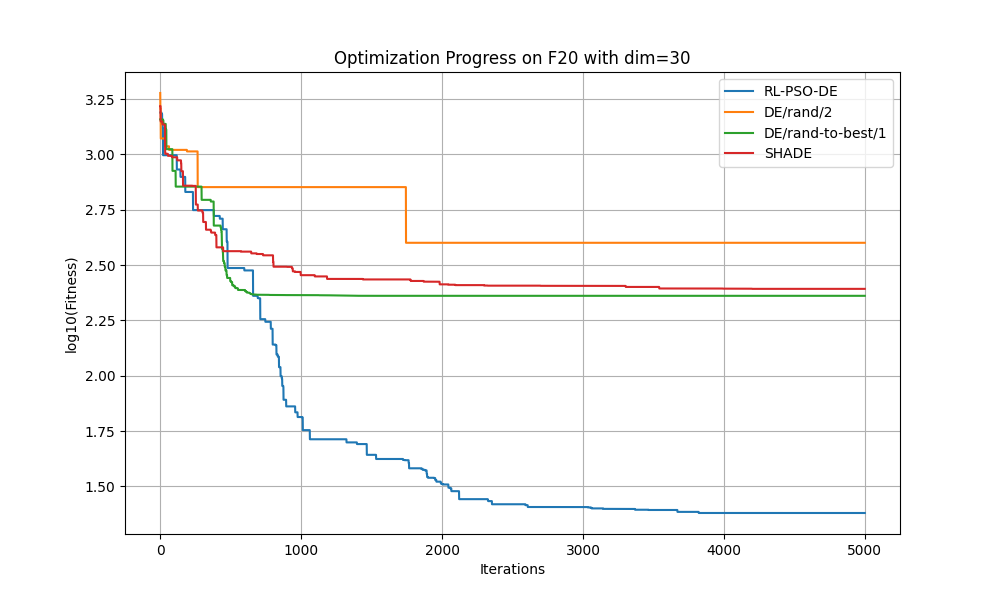 Optimization Progress on F20 with dim=30
RL-PSO-DE
DE/rand/2
DE/rand-to-best/1
SHADE
log10(Fitness)
3.25
3.00
2.75
2.50
2.25
2.00
1.75
1.50
0 1000 2000 3000 4000 5000
Iterations